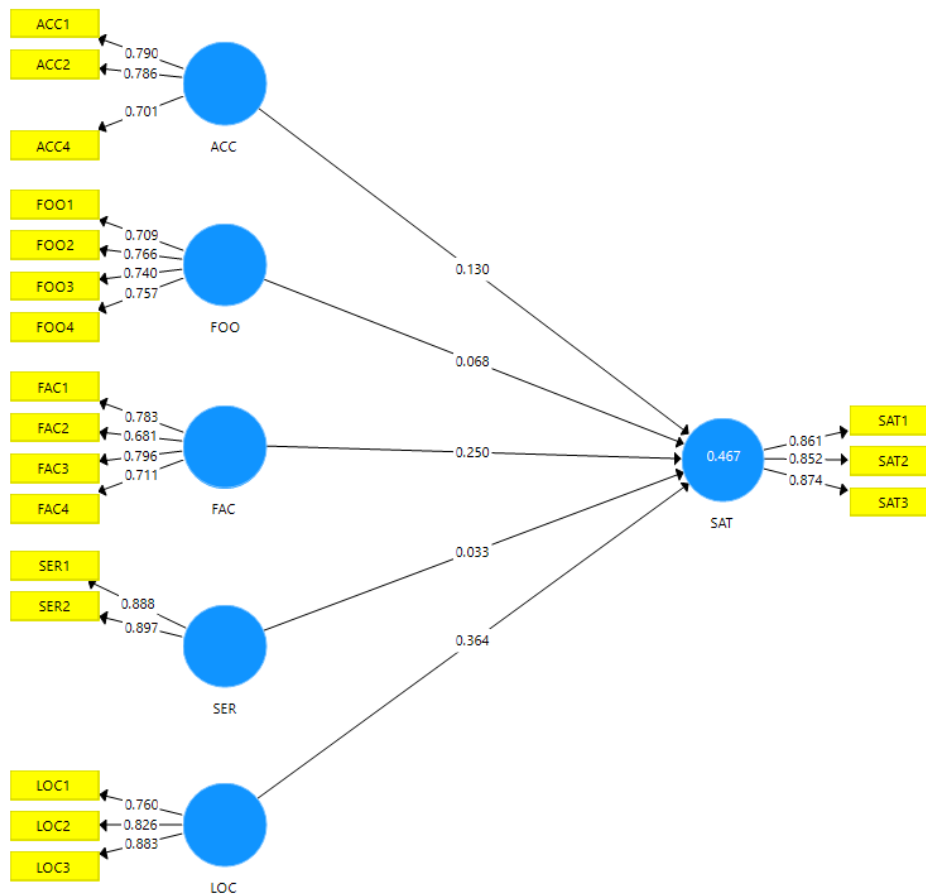 ACC1
0.790
ACC2
0.786
0.701
ACC4
ACC
FOO1
0.709
FOO2
0.766
FOO3
0.740
0.757
FOO4
FOO
0.130
0.068
FAC1
0.783
FAC2
0.681
FAC3
0.796
0.711
FAC4
FAC
0.250
0.467
SAT
0.861
SAT1
0.852
SAT2
0.874
SAT3
SER1
0.888
SER2
0.897
SER
0.033
0.364
LOC1
0.760
LOC2
0.826
0.883
LOC3
LOC